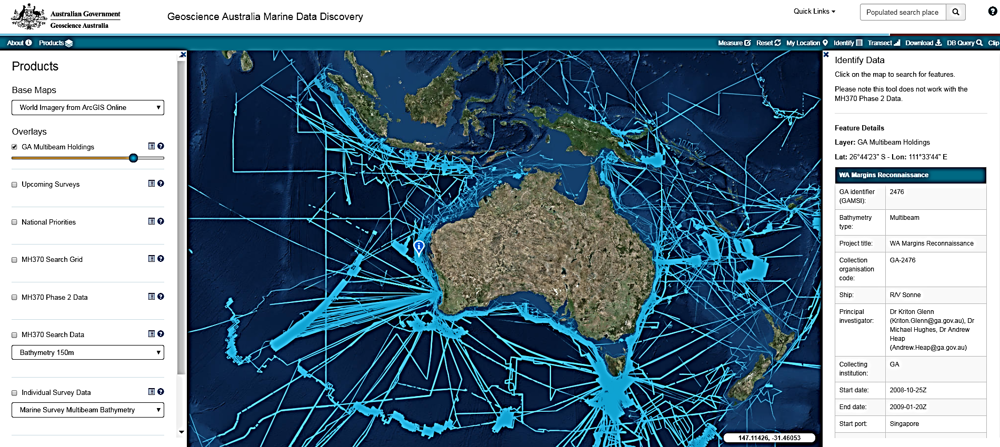 Australian Government
Geoscience Australia
Geoscience Australia Marine Data Discovery
Quick Links
Populated search place
About
Products
Measure
Reset
My Location
Identify
Transect
Download
DB Query
Clip
Products
Base Maps
World Imagery from ArcGIS Online
Overlays
GA Multibeam Holdings
Upcoming Surveys
National Priorities
MH370 Search Grid
MH370 Phase 2 Data
MH370 Search Data
Bathymetry 150m
Individual Survey Data
Marine Survey Multibeam Bathymetry
147.11426, -31.46053
Identify Data
Click on the map to search for features.
Please note this tool does not work with the
MH370 Phase 2 Data.
Feature Details
Layer: GA Multibeam Holdings
Lat: 26°44'23" S - Lon: 111°33'44" E
WA Margins Reconnaissance
GA identifier
(GAMSI):
2476
Bathymetry
type:
Multibeam
Project title:
WA Margins Reconnaissance
Collection
organisation
code:
GA-2476
Ship:
R/V Sonne
Principal
investigator:
Dr Kriton Glenn
(Kriton.Glenn@ga.gov.au), Dr
Michael Hughes, Dr Andrew
Heap
(Andrew.Heap@ga.gov.au)
Collecting
institution:
GA
Start date:
2008-10-25Z
End date:
2009-01-20Z
Start port:
Singapore